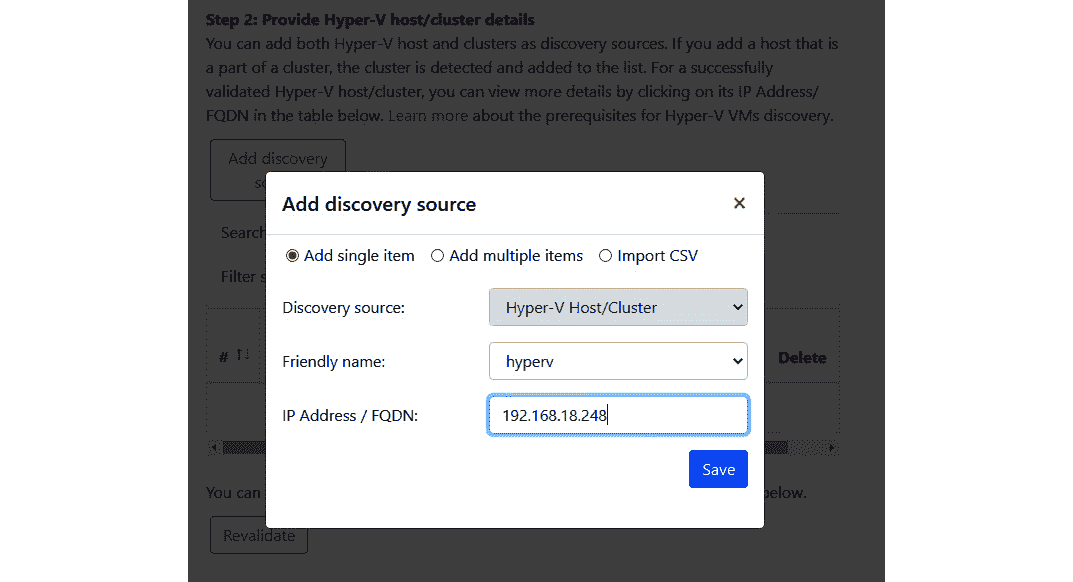 Step 2: Provide Hyper-V host/cluster details
You can add both Hyper-V host and clusters as discovery sources. If you add a host that is
a part of a cluster, the cluster is detected and added to the list. For a successfully
validated Hyper-V host/cluster, you can view more details by clicking on its IP Address/
FQDN in the table below. Learn more about the prerequisites for Hyper-V VMs discovery.
Add discovery
Add discovery source
×
Search
Add single item Add multiple items Import CSV
Filter
Discovery source: Hyper-V Host/Cluster
# ↑↓
Friendly name: hyperv
Delete
IP Address / FQDN: 192.168.18.248
Save
You can
below.
Revalidate